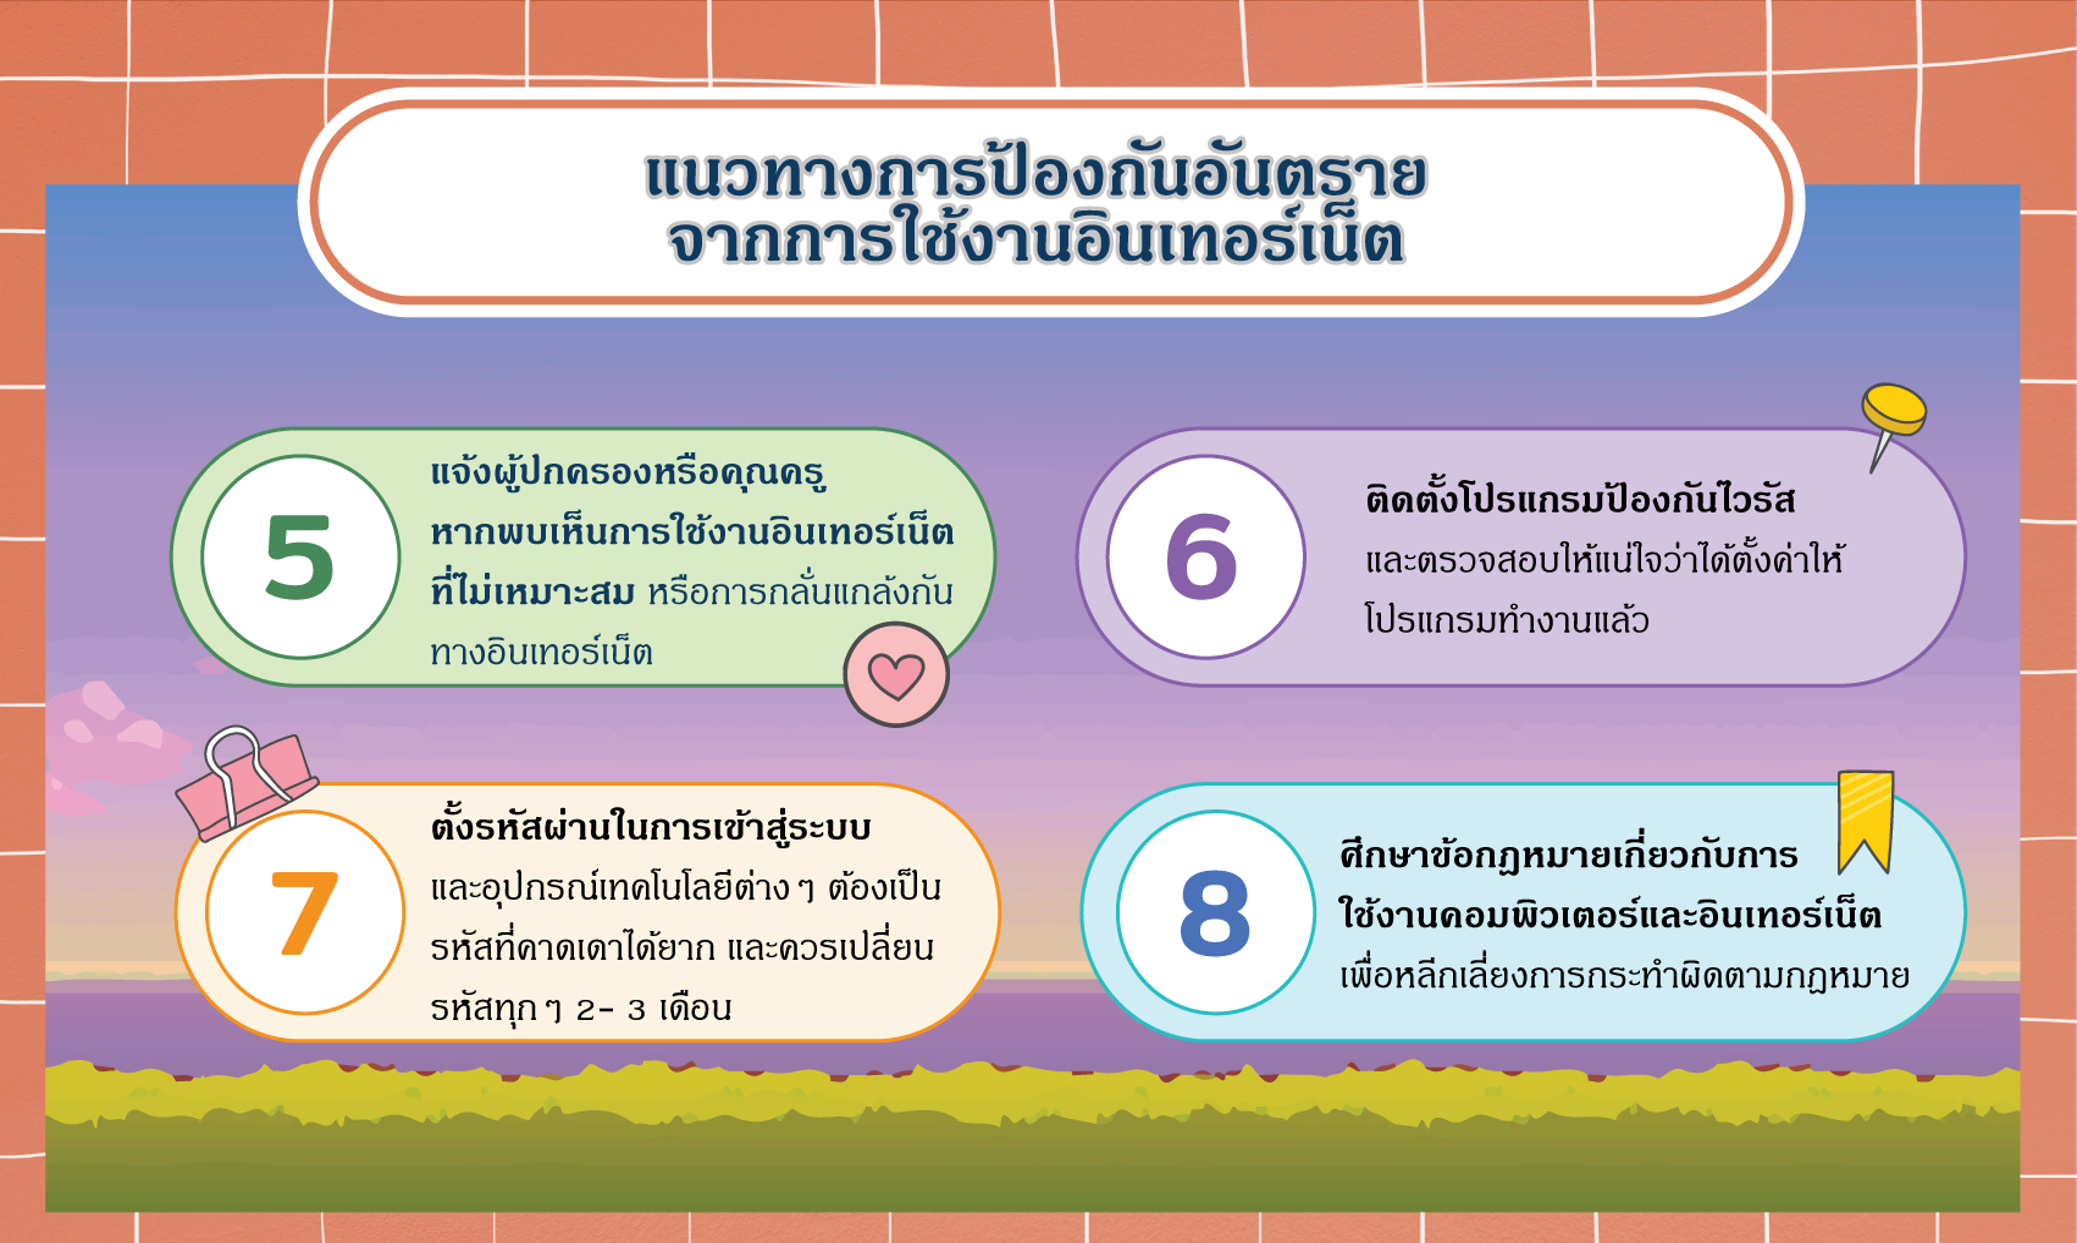 แนวทางการป้องกันอันตราย
จากการใช้งานอินเทอร์เน็ต
5
แจ้งผู้ปกครองหรือคุณครู
หากพบเห็นการใช้งานอินเทอร์เน็ต
ที่ไม่เหมาะสม หรือการกลั่นแกล้งกัน
ทางอินเทอร์เน็ต
6
ติดตั้งโปรแกรมป้องกันไวรัส
และตรวจสอบให้แน่ใจว่าได้ตั้งค่าให้
โปรแกรมทำงานแล้ว
7
ตั้งรหัสผ่านในการเข้าสู่ระบบ
และอุปกรณ์เทคโนโลยีต่าง ๆ ต้องเป็น
รหัสที่คาดเดาได้ยาก และควรเปลี่ยน
รหัสทุก ๆ 2- 3 เดือน
8
ศึกษาข้อกฎหมายเกี่ยวกับการ
ใช้งานคอมพิวเตอร์และอินเทอร์เน็ต
เพื่อหลีกเลี่ยงการกระทำผิดตามกฎหมาย